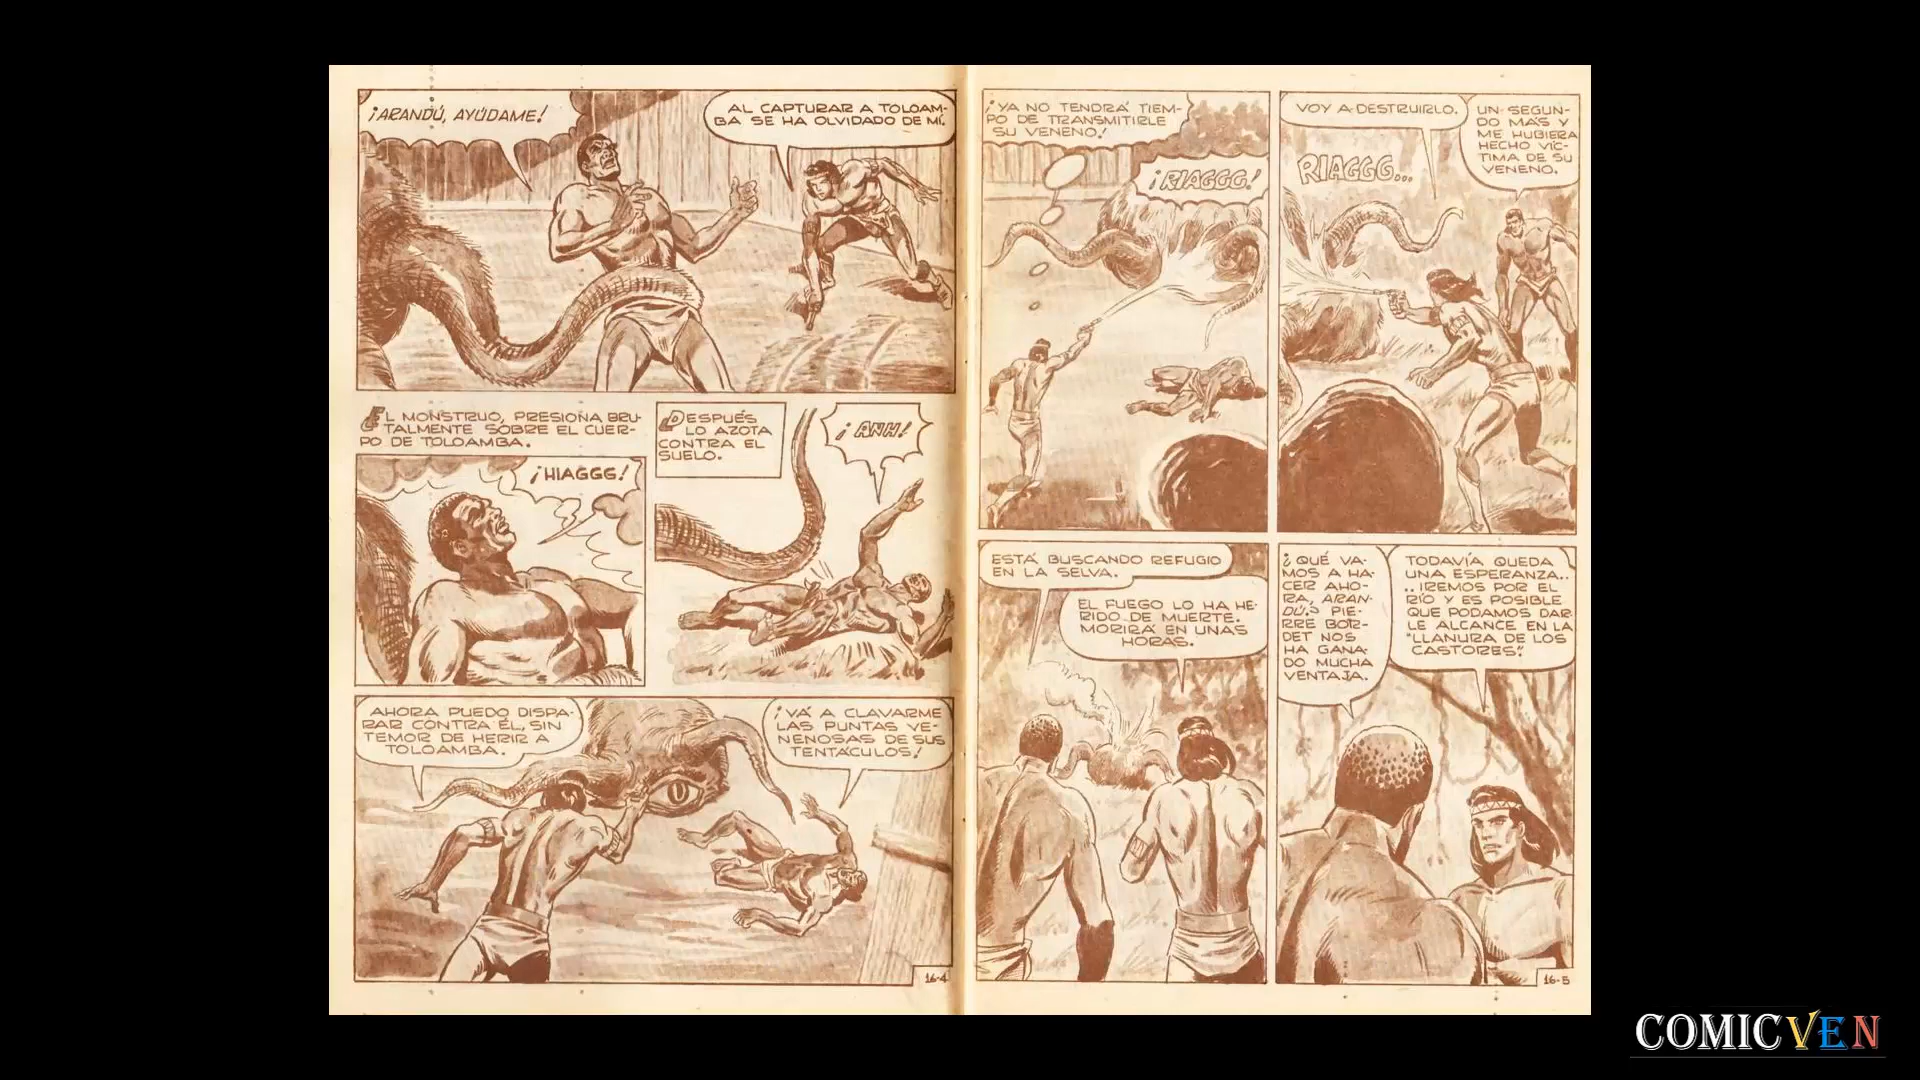 ¡ARANDÚ, AYÚDAME!
AL CAPTURAR A TOLOAM-
BA SE HA OLVIDADO DE MÍ.
EL MONSTRUO, PRESIONA BRU-
TALMENTE SOBRE EL CUER-
PO DE TOLOAMBA.
¡HIAGGG!
DESPUÉS
LO AZOTA
CONTRA EL
SUELO.
¡ANH!
AHORA PUEDO DISPA-
RAR CONTRA ÉL, SIN
TEMOR DE HERIR A
TOLOAMBA.
¡VÁ A CLAVARME
LAS PUNTAS VE-
NENOSAS DE SUS
TENTÁCULOS!
16-4
¡YA NO TENDRÁ TIEM-
PO DE TRANSMITIRLE
SU VENENO!
¡RIAGGG!
VOY A DESTRUIRLO.
RIAGGG...
UN SEGUN-
DO MÁS Y
ME HUBIERA
HECHO VÍC-
TIMA DE SU
VENENO.
ESTÁ BUSCANDO REFUGIO
EN LA SELVA.
EL FUEGO LO HA HE-
RIDO DE MUERTE.
MORIRÁ EN UNAS
HORAS.
¿QUÉ VA-
MOS A HA-
CER AHO-
RA, ARAN-
DÚ? PIE-
RRE BOR-
DET NOS
HA GANA-
DO MUCHA
VENTAJA.
TODAVÍA QUEDA
UNA ESPERANZA..
.. IREMOS POR EL
RÍO Y ES POSIBLE
QUE PODAMOS DAR-
LE ALCANCE EN LA
"LLANURA DE LOS
CASTORES".
16-5
COMICVEN